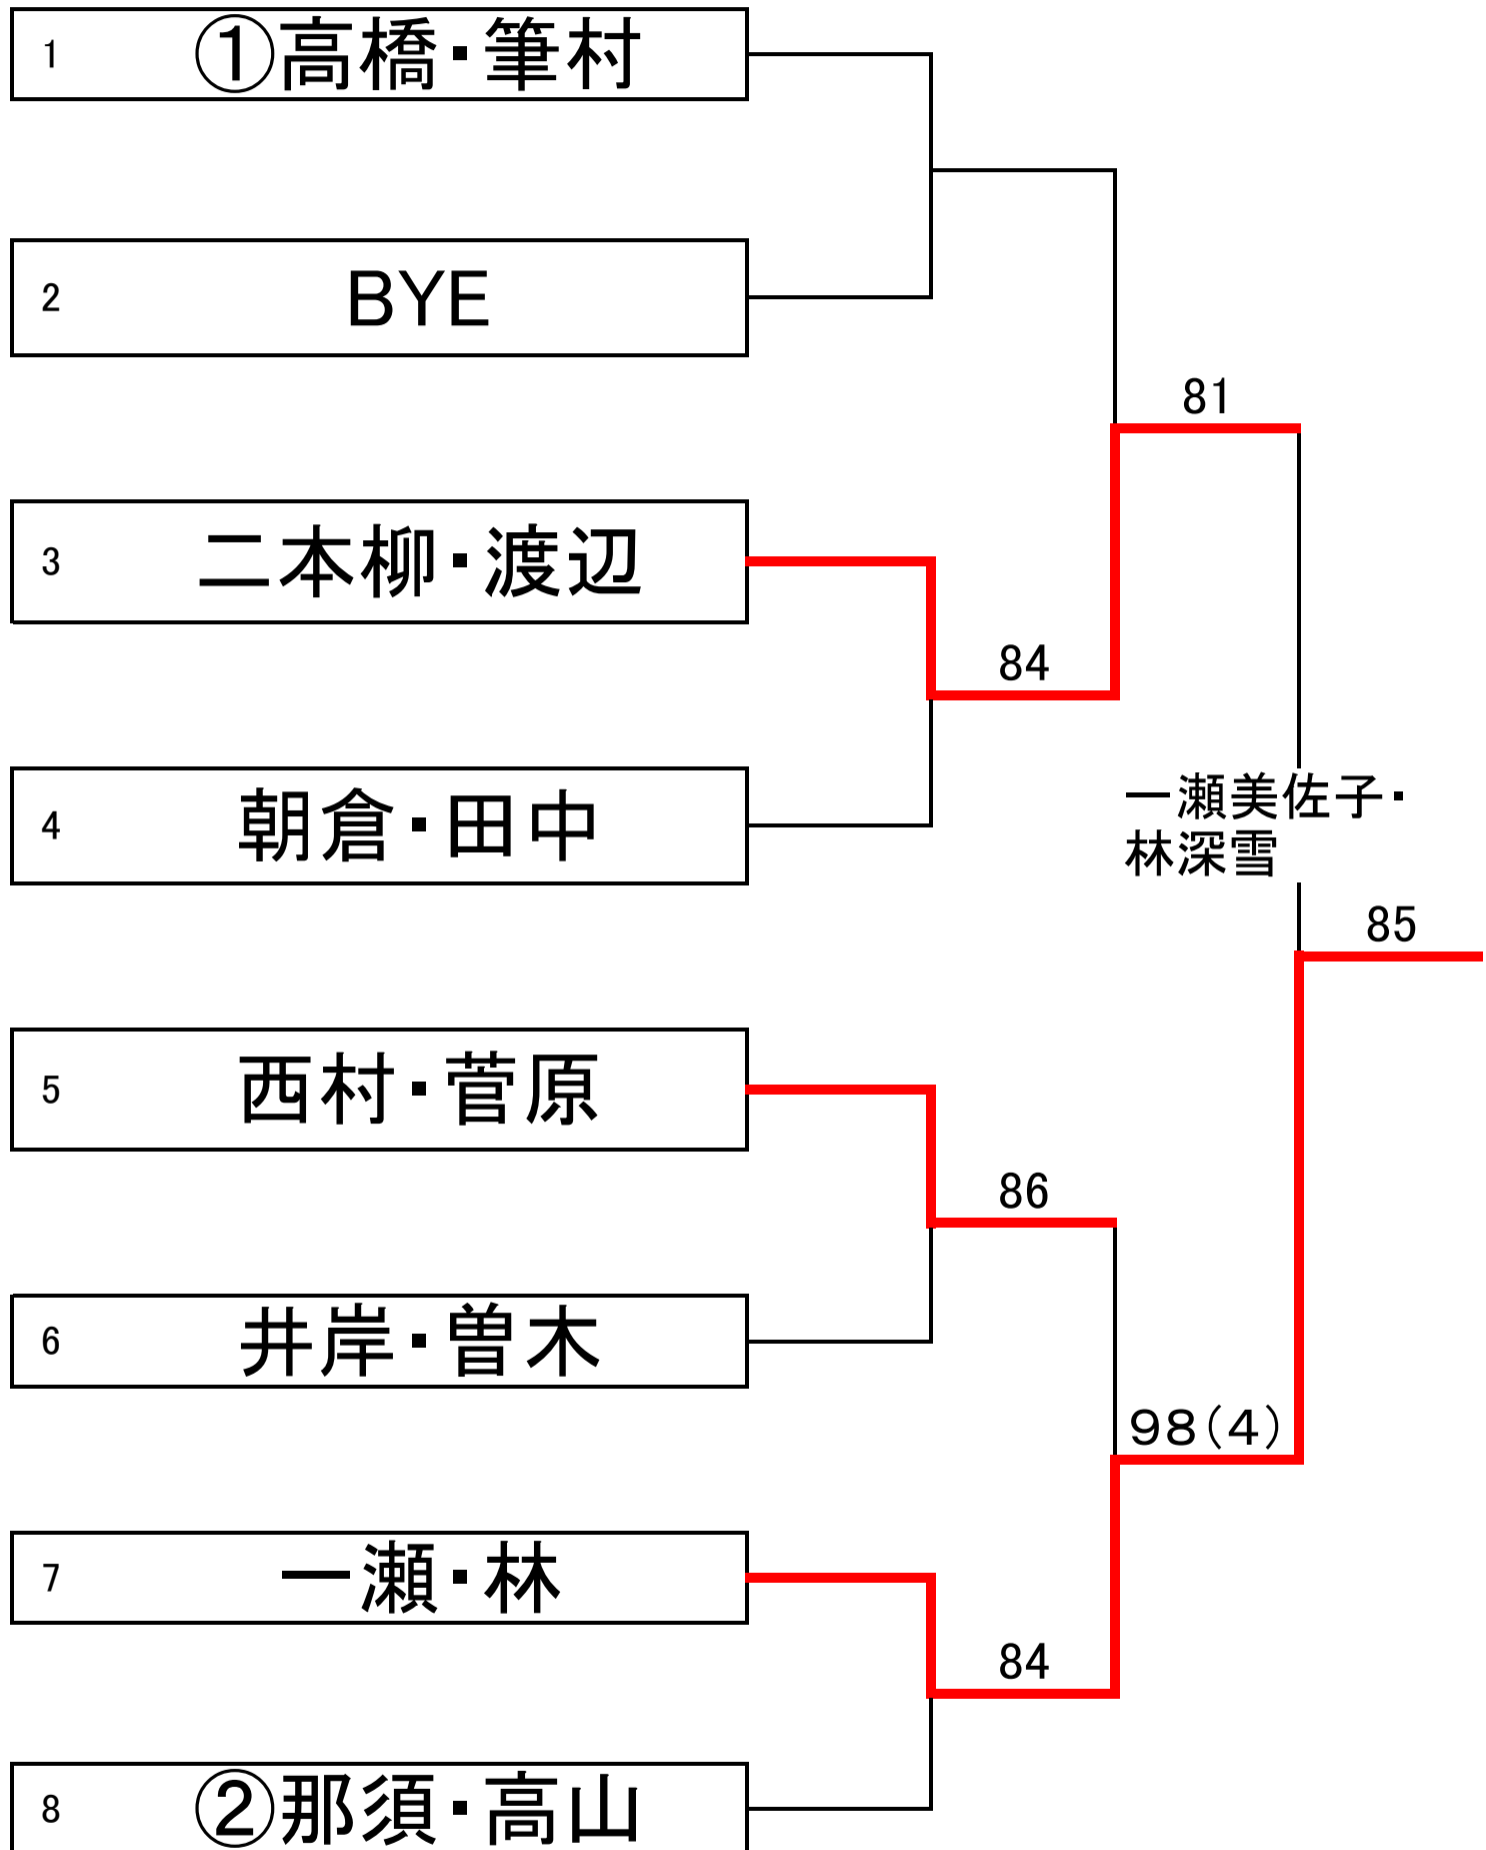 1 ①高橋・筆村
2 BYE
81
3 二本柳・渡辺
84
一瀬美佐子・
林深雪
4 朝倉・田中
85
5 西村・菅原
86
6 井岸・曽木
98(4)
7 一瀬・林
84
8 ②那須・高山